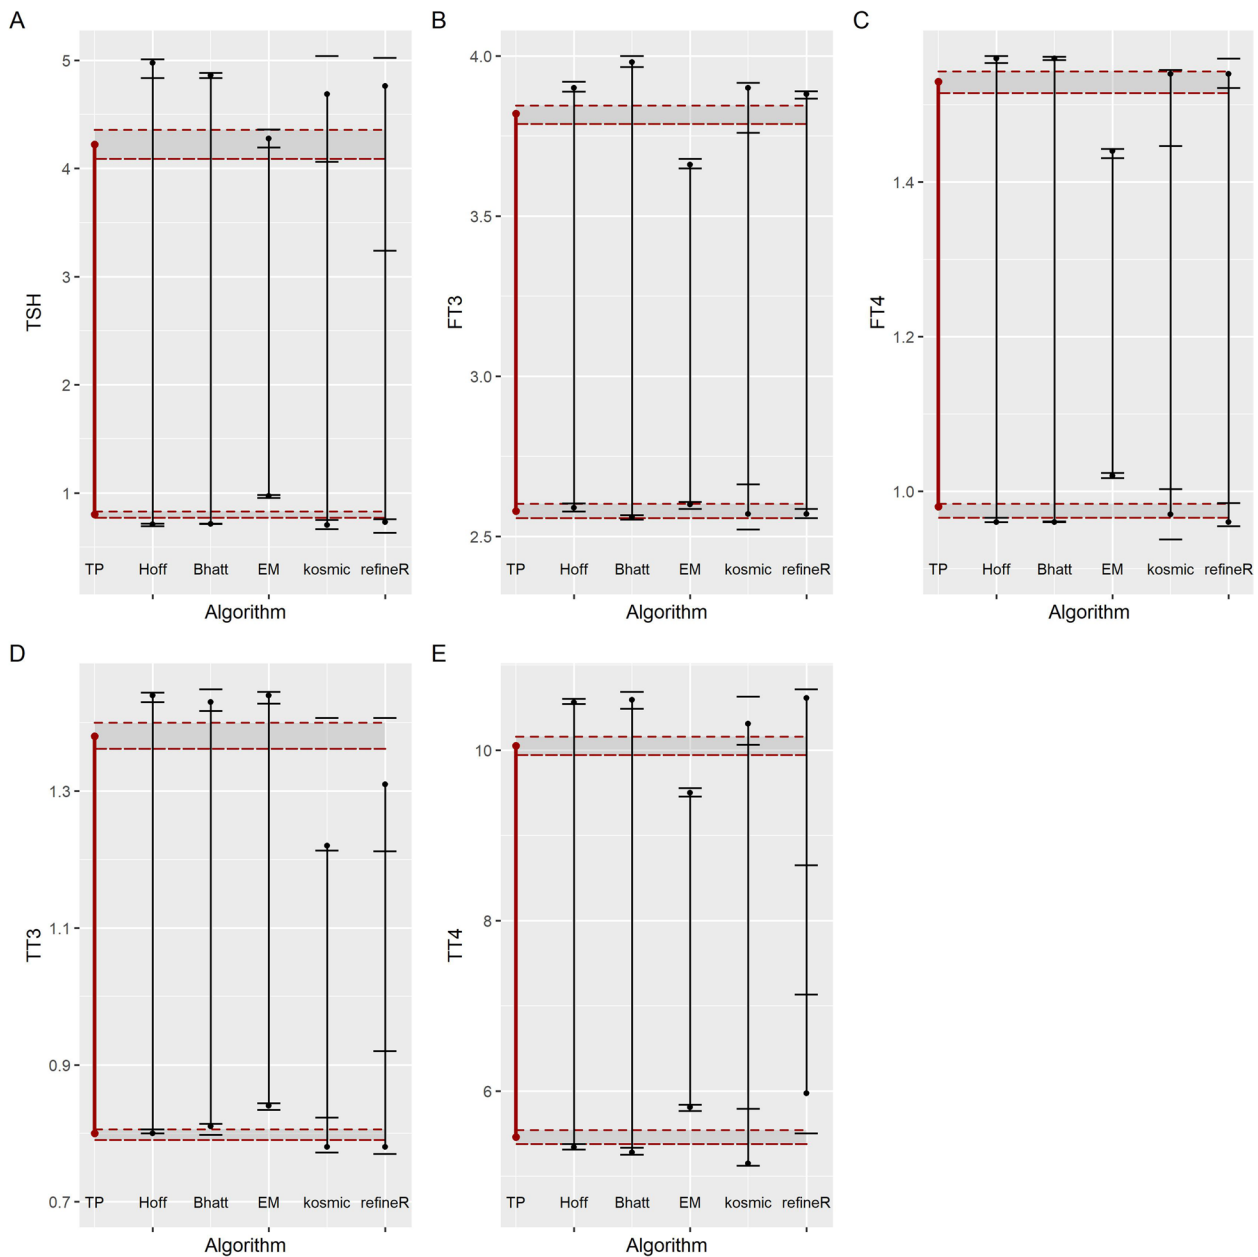 A
5
4
3
2
1
TSH
TP Hoff Bhatt EM kosmic refineR
Algorithm
B
4.0
3.5
3.0
2.5
FT3
TP Hoff Bhatt EM kosmic refineR
Algorithm
C
1.4
1.2
1.0
FT4
TP Hoff Bhatt EM kosmic refineR
Algorithm
D
1.3
1.1
0.9
0.7
TT3
TP Hoff Bhatt EM kosmic refineR
Algorithm
E
10
8
6
TT4
TP Hoff Bhatt EM kosmic refineR
Algorithm